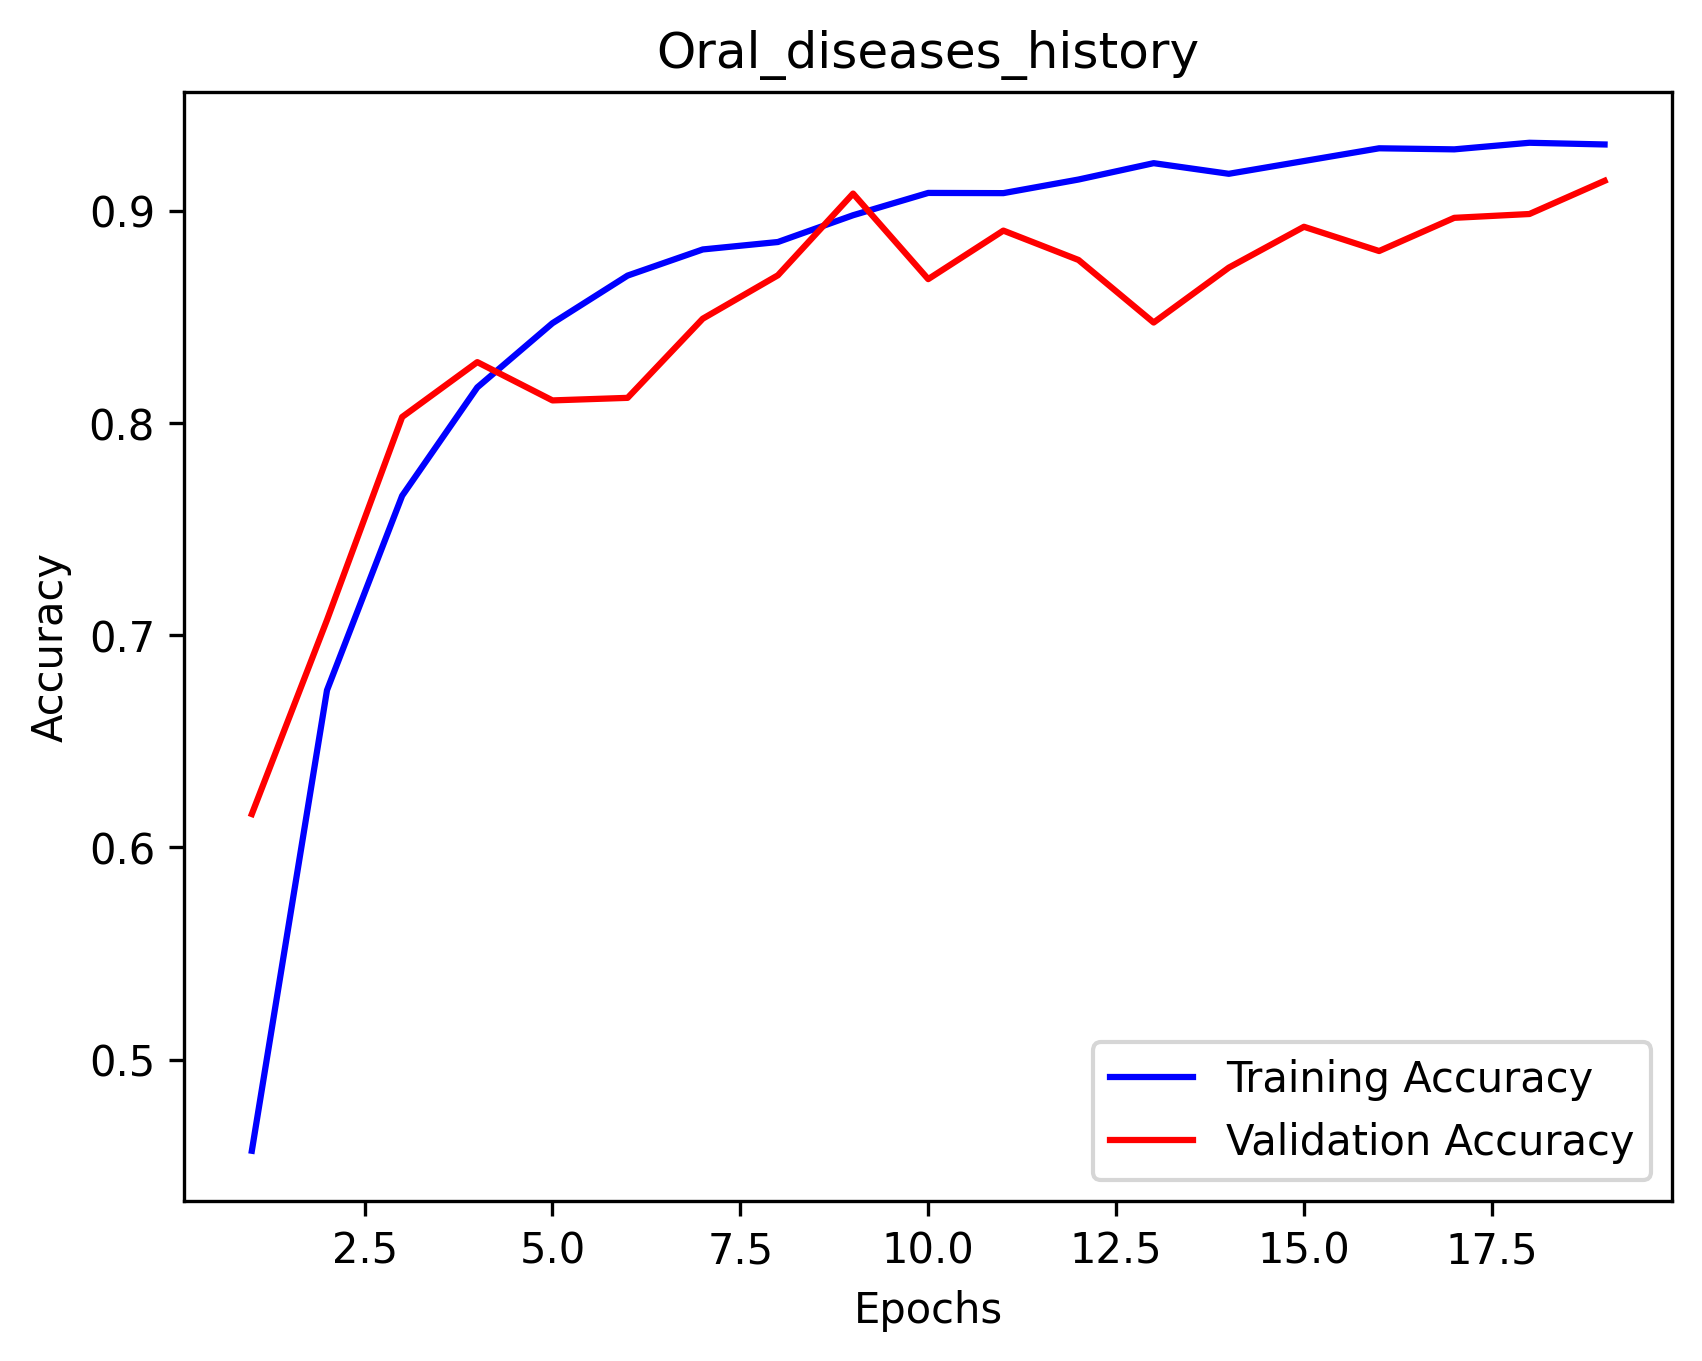 Oral_diseases_history
0.9
0.8
0.7
0.6
0.5
Accuracy
Training Accuracy
Validation Accuracy
2.5 5.0 7.5 10.0 12.5 15.0 17.5
Epochs